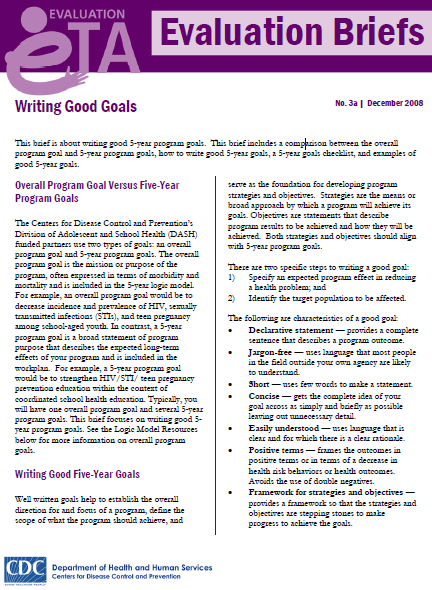 EVALUATION
eTA
Evaluation Briefs
Writing Good Goals
No. 3a | December 2008
This brief is about writing good 5-year program goals. This brief includes a comparison between the overall
program goal and 5-year program goals, how to write good 5-year goals, a 5-year goals checklist, and examples of
good 5-year goals.
Overall Program Goal Versus Five-Year
Program Goals
The Centers for Disease Control and Prevention's
Division of Adolescent and School Health (DASH)
funded partners use two types of goals: an overall
program goal and 5-year program goals. The overall
program goal is the mission or purpose of the
program, often expressed in terms of morbidity and
mortality and is included in the 5-year logic model.
For example, an overall program goal would be to
decrease incidence and prevalence of HIV, sexually
transmitted infections (STIs), and teen pregnancy
among school-aged youth. In contrast, a 5-year
program goal is a broad statement of program
purpose that describes the expected long-term
effects of your program and is included in the
workplan. For example, a 5-year program goal
would be to strengthen HIV/STI/ teen pregnancy
prevention education within the context of
coordinated school health education. Typically, you
will have one overall program goal and several 5-year
program goals. This brief focuses on writing good 5-
year program goals. See the Logic Model Resources
below for more information on overall program
goals.
Writing Good Five-Year Goals
Well written goals help to establish the overall
direction for and focus of a program, define the
scope of what the program should achieve, and
serve as the foundation for developing program
strategies and objectives. Strategies are the means or
broad approach by which a program will achieve its
goals. Objectives are statements that describe
program results to be achieved and how they will be
achieved. Both strategies and objectives should align
with 5-year program goals.
There are two specific steps to writing a good goal:
1) Specify an expected program effect in reducing
a health problem; and
2) Identify the target population to be affected.
The following are characteristics of a good goal:
• Declarative statement — provides a complete
sentence that describes a program outcome.
• Jargon-free — uses language that most people
in the field outside your own agency are likely
to understand.
• Short — uses few words to make a statement.
• Concise — gets the complete idea of your
goal across as simply and briefly as possible
leaving out unnecessary detail.
• Easily understood — uses language that is
clear and for which there is a clear rationale.
• Positive terms — frames the outcomes in
positive terms or in terms of a decrease in
health risk behaviors or health outcomes.
Avoids the use of double negatives.
• Framework for strategies and objectives —
provides a framework so that the strategies and
objectives are stepping stones to make
progress to achieve the goals.
CDC
Department of Health and Human Services
Centers for Disease Control and Prevention